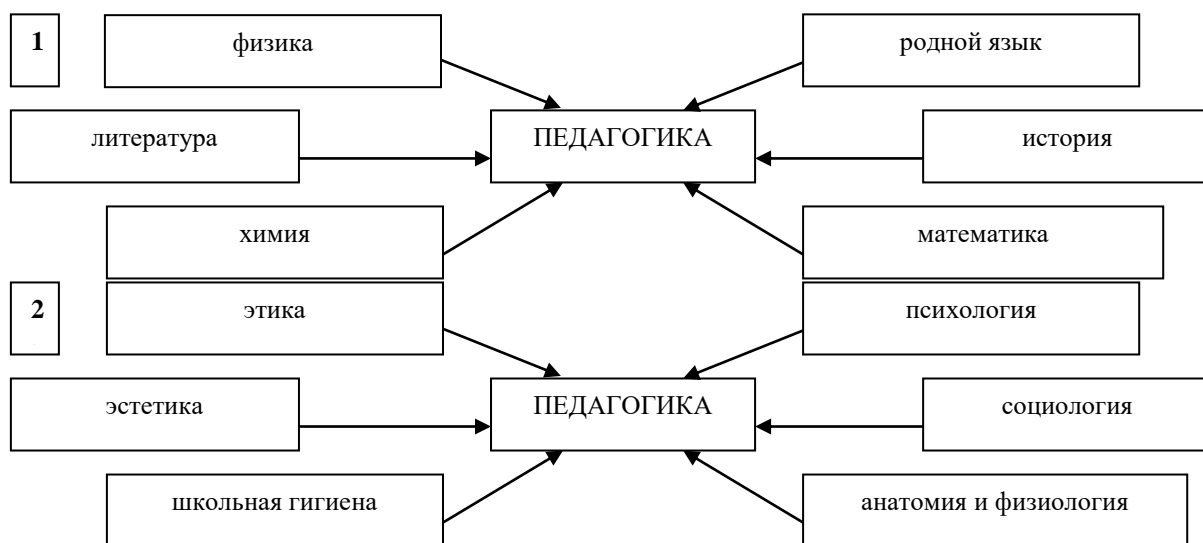 1
физика
родной язык
литература
ПЕДАГОГИКА
история
химия
математика
2
этика
психология
эстетика
ПЕДАГОГИКА
социология
школьная гигиена
анатомия и физиология